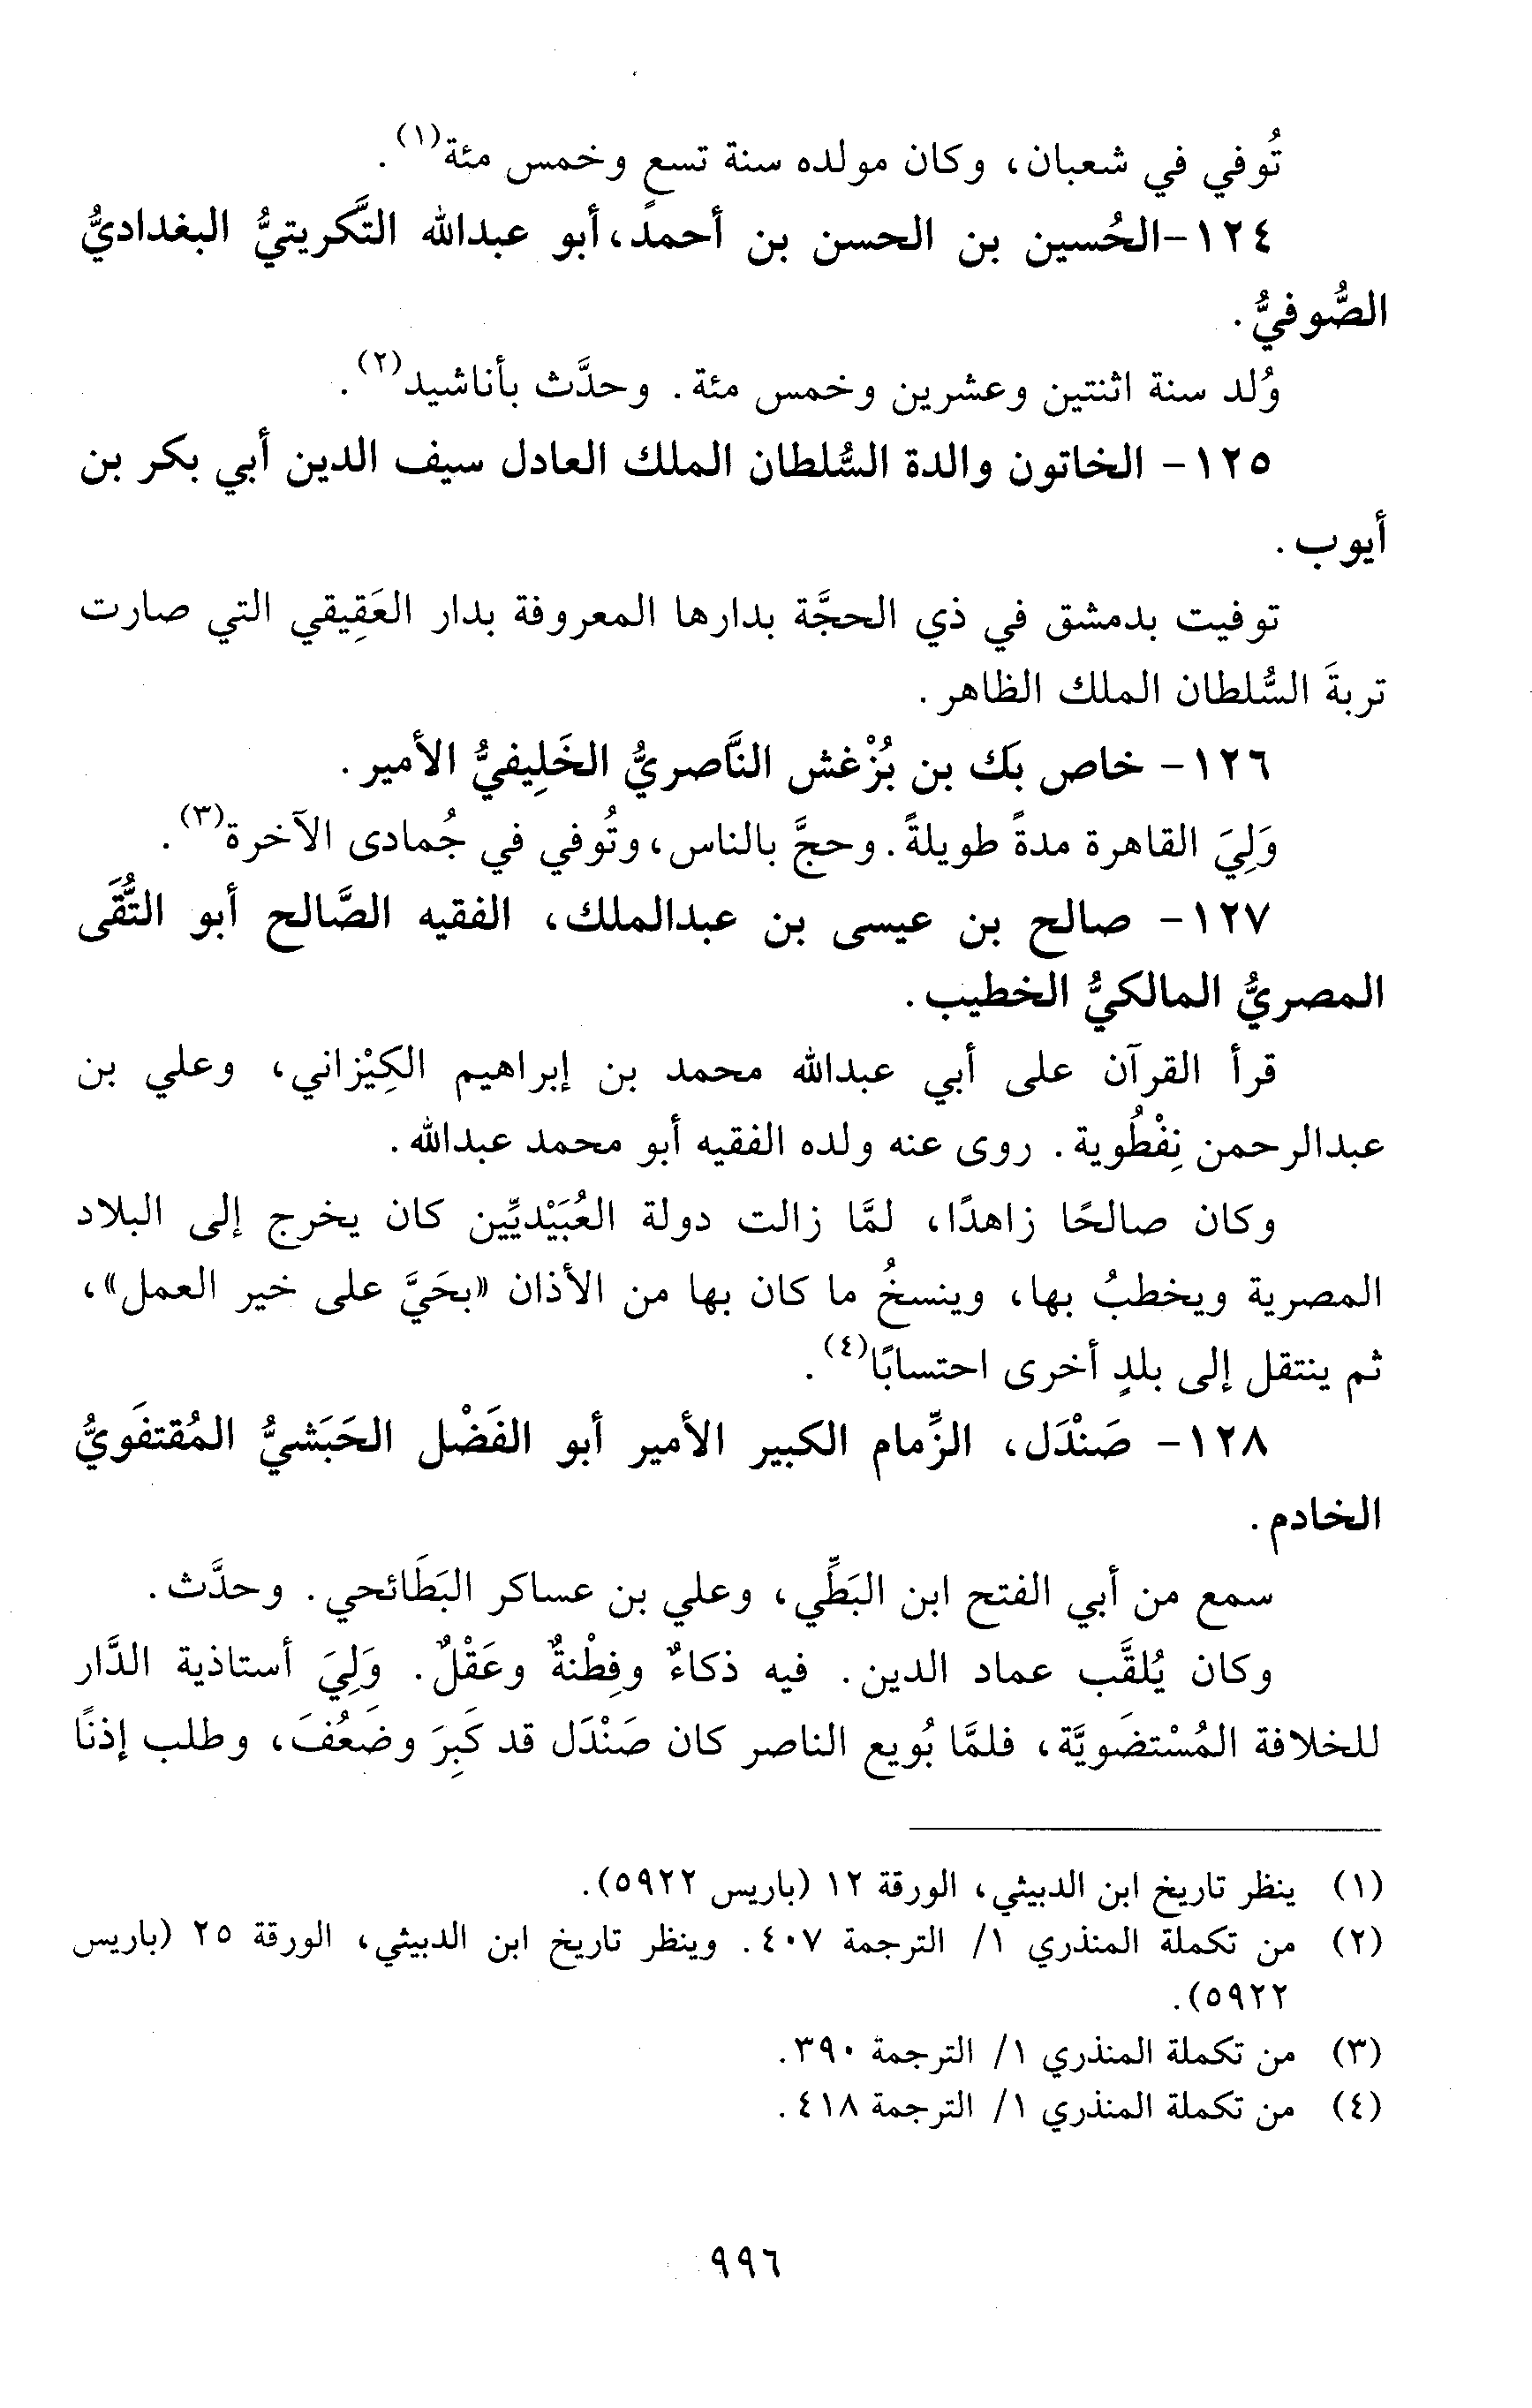 تُوفي في شعبان، وكان مولده سنة تسعٍ وخمس مئة(١).
١٢٤-الحُسين بن الحسن بن أحمد،أبو عبدالله التَّكريتيُّ البغداديُّ
الصُّوفيُّ.
وُلد سنة اثنتين وعشرين وخمس مئة. وحدَّث بأناشيد(٢).
١٢٥- الخاتون والدة السُّلطان الملك العادل سيف الدين أبي بكر بن
أيوب.
توفيت بدمشق في ذي الحجَّة بدارها المعروفة بدار العَقِيقي التي صارت
تربةَ السُّلطان الملك الظاهر.
١٢٦- خاص بك بن بُزْغش النَّاصريُّ الخَلِيفيُّ الأمير.
وَلِيَ القاهرة مدةً طويلةً. وحجَّ بالناس،وتُوفي في جُمادى الآخرة(٣).
١٢٧- صالح بن عيسى بن عبدالملك، الفقيه الصَّالح أبو التُّقَى
المصريُّ المالكيُّ الخطيب.
قرأ القرآن على أبي عبدالله محمد بن إبراهيم الكِيْزاني، وعلي بن
عبدالرحمن نِفْطُوية. روى عنه ولده الفقيه أبو محمد عبدالله.
وكان صالحًا زاهدًا، لمَّا زالت دولة العُبَيْديِّين كان يخرج إلى البلاد
المصرية ويخطبُ بها، وينسخُ ما كان بها من الأذان «بحَيَّ على خير العمل»،
ثم ينتقل إلى بلدٍ أخرى احتسابًا(٤).
١٢٨- صَنْدَل، الزِّمام الكبير الأمير أبو الفَضْل الحَبَشيُّ المُقتفَويُّ
الخادم.
سمع من أبي الفتح ابن البَطِّي، وعلي بن عساكر البَطَائحي. وحدَّث.
وكان يُلقَّب عماد الدين. فيه ذكاءٌ وفِطْنةٌ وعَقْلٌ. وَلِيَ أستاذية الدَّار
للخلافة المُسْتضَويَّة، فلمَّا بُويع الناصر كان صَنْدَل قد كَبِرَ وضَعُفَ، وطلب إذنًا
(١) ينظر تاريخ ابن الدبيثي، الورقة ١٢ (باريس ٥٩٢٢).
(٢) من تكملة المنذري ١/ الترجمة ٤٠٧. وينظر تاريخ ابن الدبيثي، الورقة ٢٥ (باريس
٥٩٢٢).
(٣) من تكملة المنذري ١/ الترجمة ٣٩٠.
(٤) من تكملة المنذري ١/ الترجمة ٤١٨.
٩٩٦